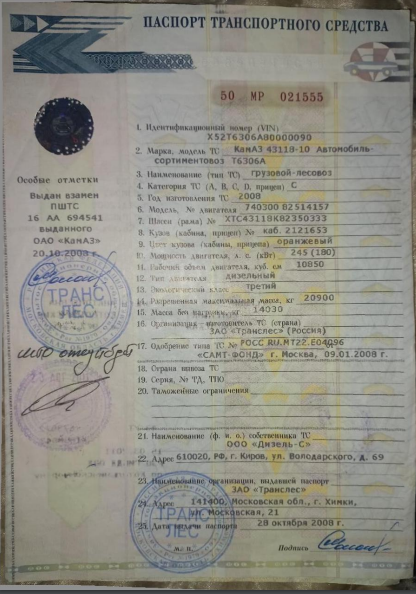 ПАСПОРТ ТРАНСПОРТНОГО СРЕДСТВА
50 МР 021555
1. Идентификационный номер (VIN)
X52T6306AB0000090
2. Марка, модель ТС КамАЗ 43118-10 Автомобиль-
сортиментовоз Т6306А
3. Наименование (тип ТС) грузовой-лесовоз
4. Категория ТС (А, В, С, D, прицеп) С
5. Год изготовления ТС 2008
6. Модель, № двигателя 740300 82514157
7. Шасси (рама) № XTC43118K82350333
8. Кузов (кабина, прицеп) № каб. 2121653
9. Цвет кузова (кабины, прицепа) оранжевый
10. Мощность двигателя, л. с. (кВт) 245 (180)
11. Рабочий объем двигателя, куб. см 10850
12. Тип двигателя дизельный
13. Экологический класс третий
14. Разрешенная максимальная масса, кг 20900
15. Масса без нагрузки, кг 14030
16. Организация-изготовитель ТС (страна)
ЗАО «Транслес» (Россия)
17. Одобрение типа ТС № РОСС RU.МТ22.Е04096
«САМТ-ФОНД» г. Москва, 09.01.2008 г.
18. Страна вывоза ТС
19. Серия, № ТД, ТПО
20. Таможенные ограничения
21. Наименование (ф. и. о.) собственника ТС
ООО «Дизель-С»
22. Адрес 610020, РФ, г. Киров, ул. Володарского, д. 69
23. Наименование организации, выдавшей паспорт
ЗАО «Транслес»
24. Адрес 141400, Московская обл., г. Химки,
ул. Московская, 21
25. Дата выдачи паспорта 28 октября 2008 г.
М. П. Подпись
Особые отметки
Выдан взамен
ПШТС
16 АА 694541
выданного
ОАО «КамАЗ»
20.10.2008 г.
ТРАНС
ЛЕС
ТРАНС
ЛЕС